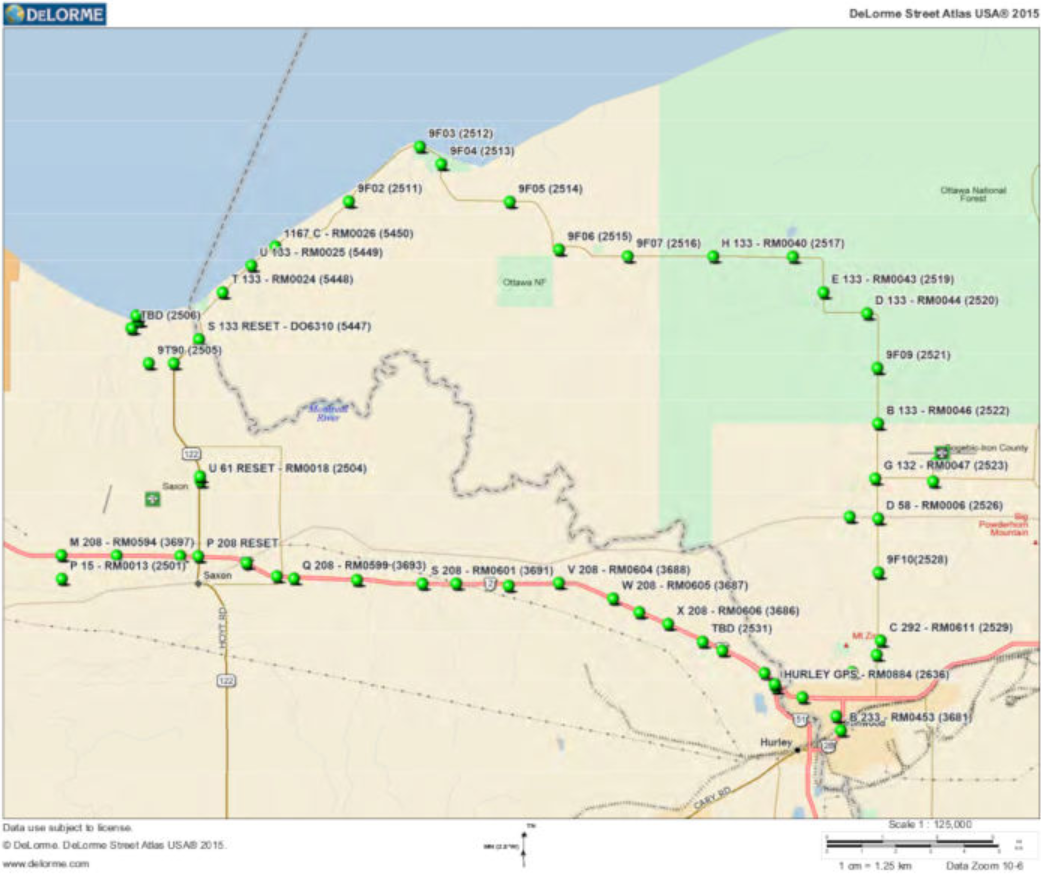 DELORME
DeLorme Street Atlas USA® 2015
9F03 (2512)
9F04 (2513)
9F02 (2511)
9F05 (2514)
Ottawa National
Forest
1167 C - RM0026 (5450)
9F06 (2515)
9F07 (2516)
H 133 - RM0040 (2517)
U 133 - RM0025 (5449)
T 133 - RM0024 (5448)
Ottawa NF
E 133 - RM0043 (2519)
D 133 - RM0044 (2520)
TBD (2506)
S 133 RESET - DO6310 (5447)
9T90 (2505)
9F09 (2521)
Montreal
River
B 133 - RM0046 (2522)
122
Gogebic-Iron County
U 61 RESET - RM0018 (2504)
G 132 - RM0047 (2523)
Saxon
D 58 - RM0006 (2526)
Big
Powderhorn
Mountain
M 208 - RM0594 (3697)
P 208 RESET
P 15 - RM0013 (2501)
Q 208 - RM0599 (3693)
S 208 - RM0601 (3691)
V 208 - RM0604 (3688)
9F10(2528)
Saxon
2
W 208 - RM0605 (3687)
X 208 - RM0606 (3686)
HOYT RD
TBD (2531)
C 292 - RM0611 (2529)
Mt Zion
122
HURLEY GPS - RM0884 (2636)
51
B 233 - RM0453 (3681)
Hurley
CARY RD
Data use subject to license.
© DeLorme. DeLorme Street Atlas USA® 2015.
www.delorme.com
TN
Scale 1 : 125,000
1 cm = 1.25 km
Data Zoom 10-6